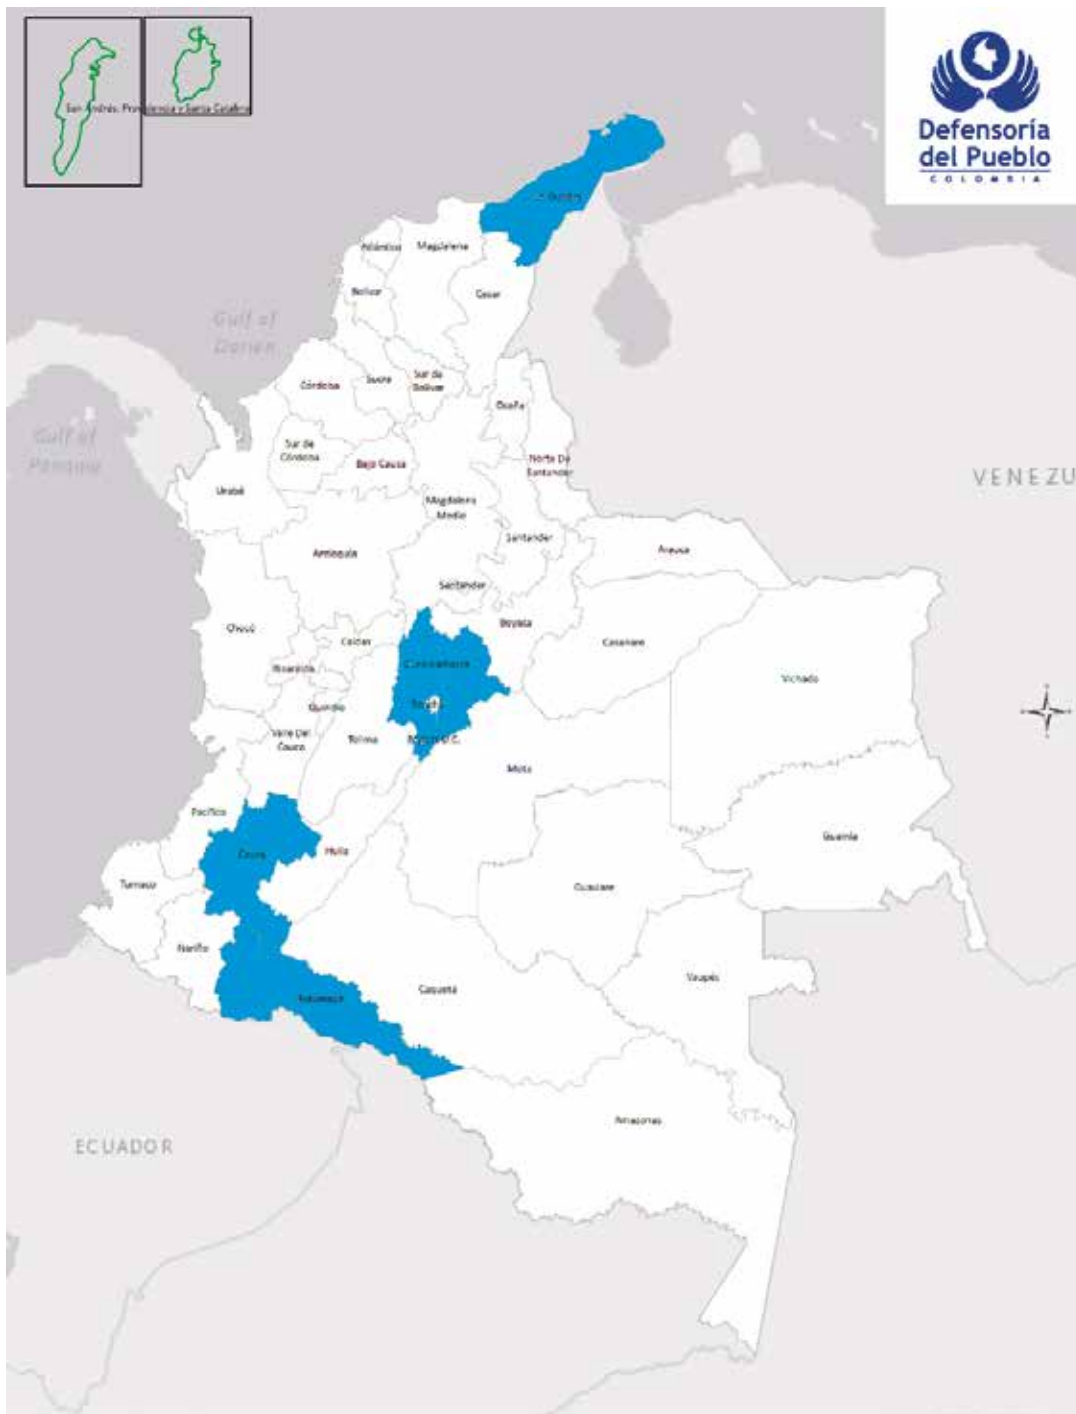 San Andrés, Providencia y Santa Catalina
Defensoría
del Pueblo
COLOMBIA
La Guajira
Atlántico
Magdalena
Bolívar
Cesar
Gulf of
Darien
Córdoba
Sucre
Sur de
Bolívar
Ocaña
Gulf of
Panama
Sur de
Córdoba
Bajo Cauca
Norte De
Santander
VENEZU
Urabá
Magdalena
Medio
Santander
Antioquia
Arauca
Santander
Chocó
Caldas
Boyacá
Casanare
Cundinamarca
Risaralda
Vichada
Quindío
Valle Del
Cauca
Tolima
Bogotá D.C.
Meta
Pacífico
Cauca
Huila
Guainía
Tumaco
Guaviare
Nariño
Vaupés
Putumayo
Caquetá
Amazonas
ECUADOR